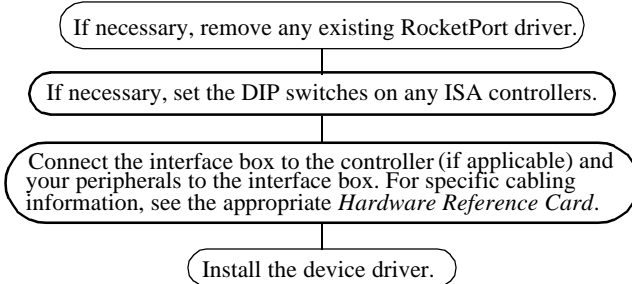 If necessary, remove any existing RocketPort driver.
If necessary, set the DIP switches on any ISA controllers.
Connect the interface box to the controller (if applicable) and
your peripherals to the interface box. For specific cabling
information, see the appropriate Hardware Reference Card.
Install the device driver.